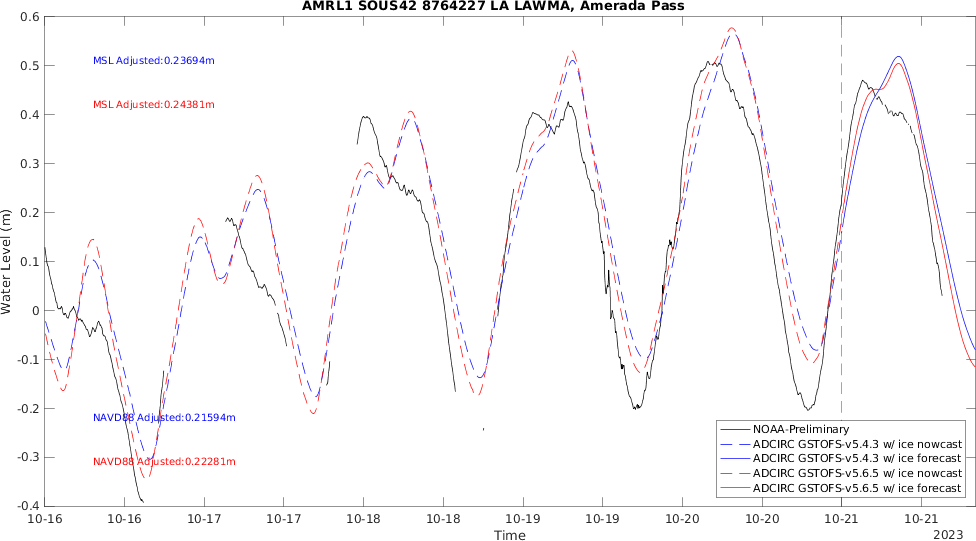 AMRL1 SOUS42 8764227 LA LAWMA, Amerada Pass
0.6
0.5
0.4
0.3
0.2
0.1
0
-0.1
-0.2
-0.3
-0.4
Water Level (m)
MSL Adjusted:0.23694m
MSL Adjusted:0.24381m
NAVD88 Adjusted:0.21594m
NAVD88 Adjusted:0.22281m
NOAA-Preliminary
ADCIRC GSTOFS-v5.4.3 w/ ice nowcast
ADCIRC GSTOFS-v5.4.3 w/ ice forecast
ADCIRC GSTOFS-v5.6.5 w/ ice nowcast
ADCIRC GSTOFS-v5.6.5 w/ ice forecast
10-16 10-16 10-17 10-17 10-18 10-18 10-19 10-19 10-20 10-20 10-21 10-21
Time
2023